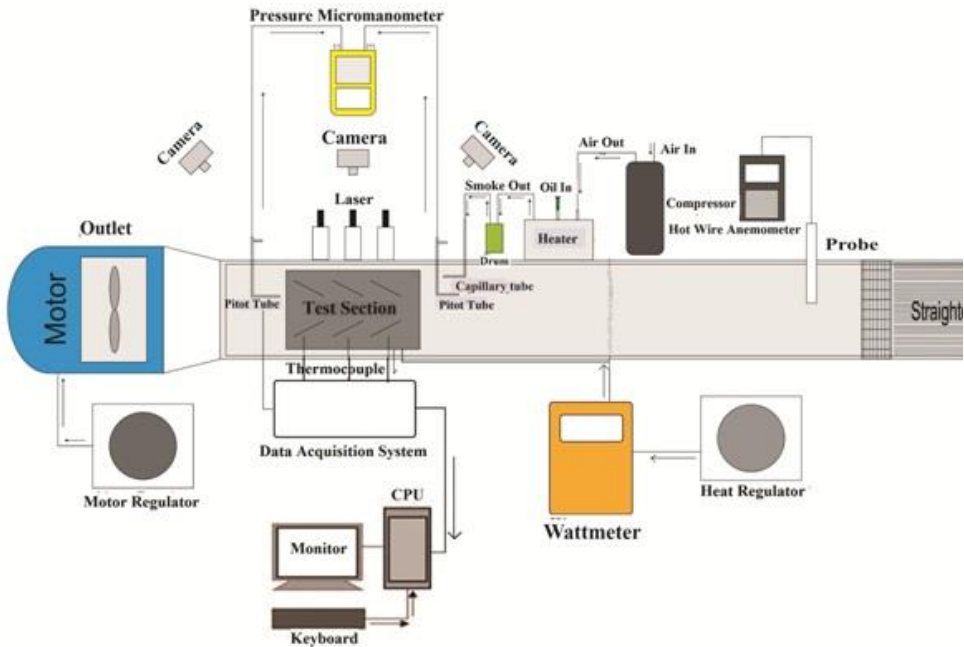 Pressure Micromanometer
Camera
Camera
Camera
Air Out
Air In
Smoke Out
Oil In
Laser
Compressor
Hot Wire Anemometer
Outlet
Heater
Drum
Probe
Motor
Capillary tube
Pitot Tube
Pitot Tube
Test Section
Straighte
Thermocouple
Data Acquisition System
Motor Regulator
CPU
Heat Regulator
Wattmeter
Monitor
Keyboard